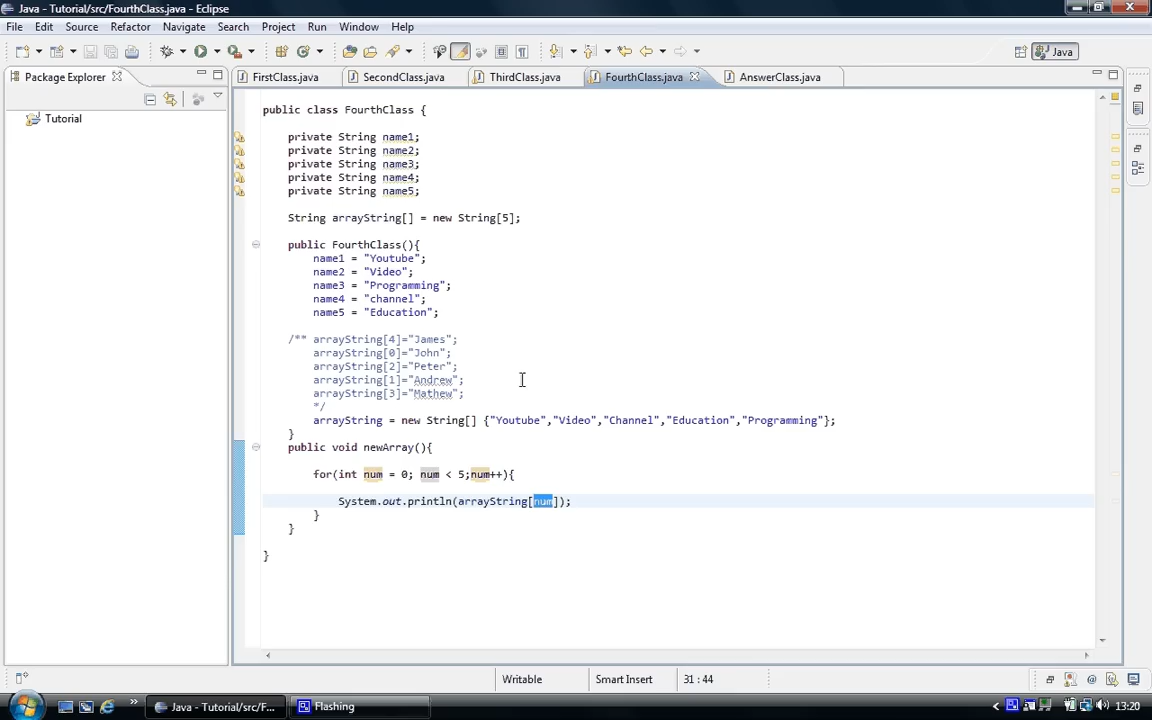 Java - Tutorial/src/FourthClass.java - Eclipse
File Edit Source Refactor Navigate Search Project Run Window Help
Java
Package Explorer
FirstClass.java SecondClass.java ThirdClass.java FourthClass.java AnswerClass.java
Tutorial
public class FourthClass {
private String name1;
private String name2;
private String name3;
private String name4;
private String name5;
String arrayString[] = new String[5];
public FourthClass(){
name1 = "Youtube";
name2 = "Video";
name3 = "Programming";
name4 = "channel";
name5 = "Education";
/** arrayString[4]="James";
arrayString[0]="John";
arrayString[2]="Peter";
arrayString[1]="Andrew";
arrayString[3]="Mathew";
*/
arrayString = new String[] {"Youtube","Video","Channel","Education","Programming"};
}
public void newArray(){
for(int num = 0; num < 5;num++){
System.out.println(arrayString[num]);
}
}
}
Writable Smart Insert 31 : 44
Java - Tutorial/src/F... Flashing 13:20